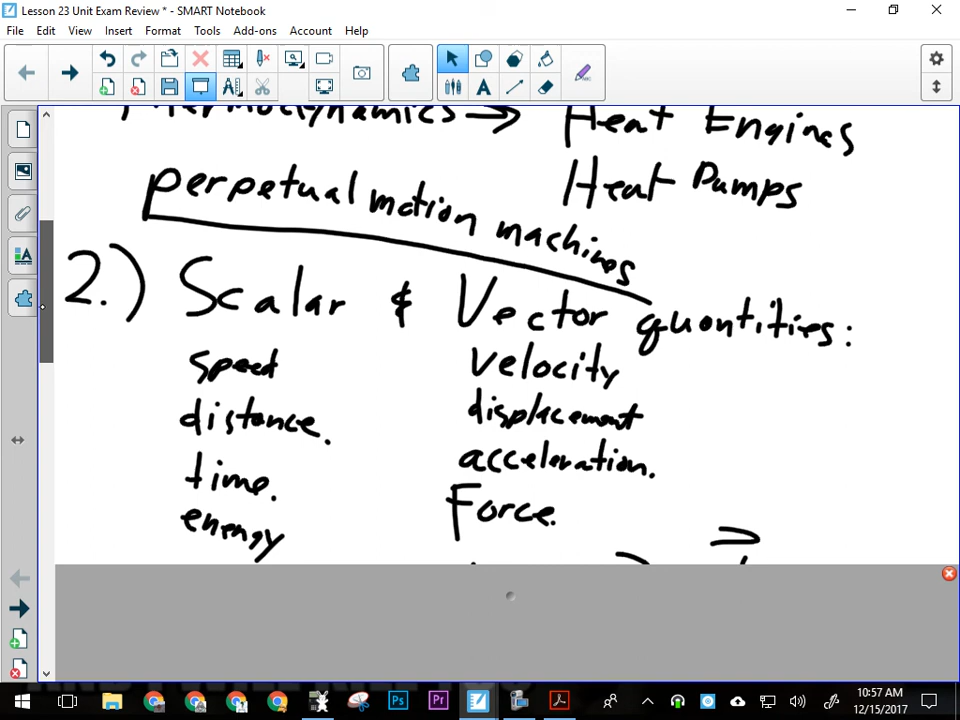 Lesson 23 Unit Exam Review * - SMART Notebook
File Edit View Insert Format Tools Add-ons Account Help
Thermodynamics → Heat Engines
Heat Pumps
perpetual motion machines
2.) Scalar & Vector quantities:
speed velocity
distance. displacement
time. acceleration.
energy Force.
10:57 AM
12/15/2017